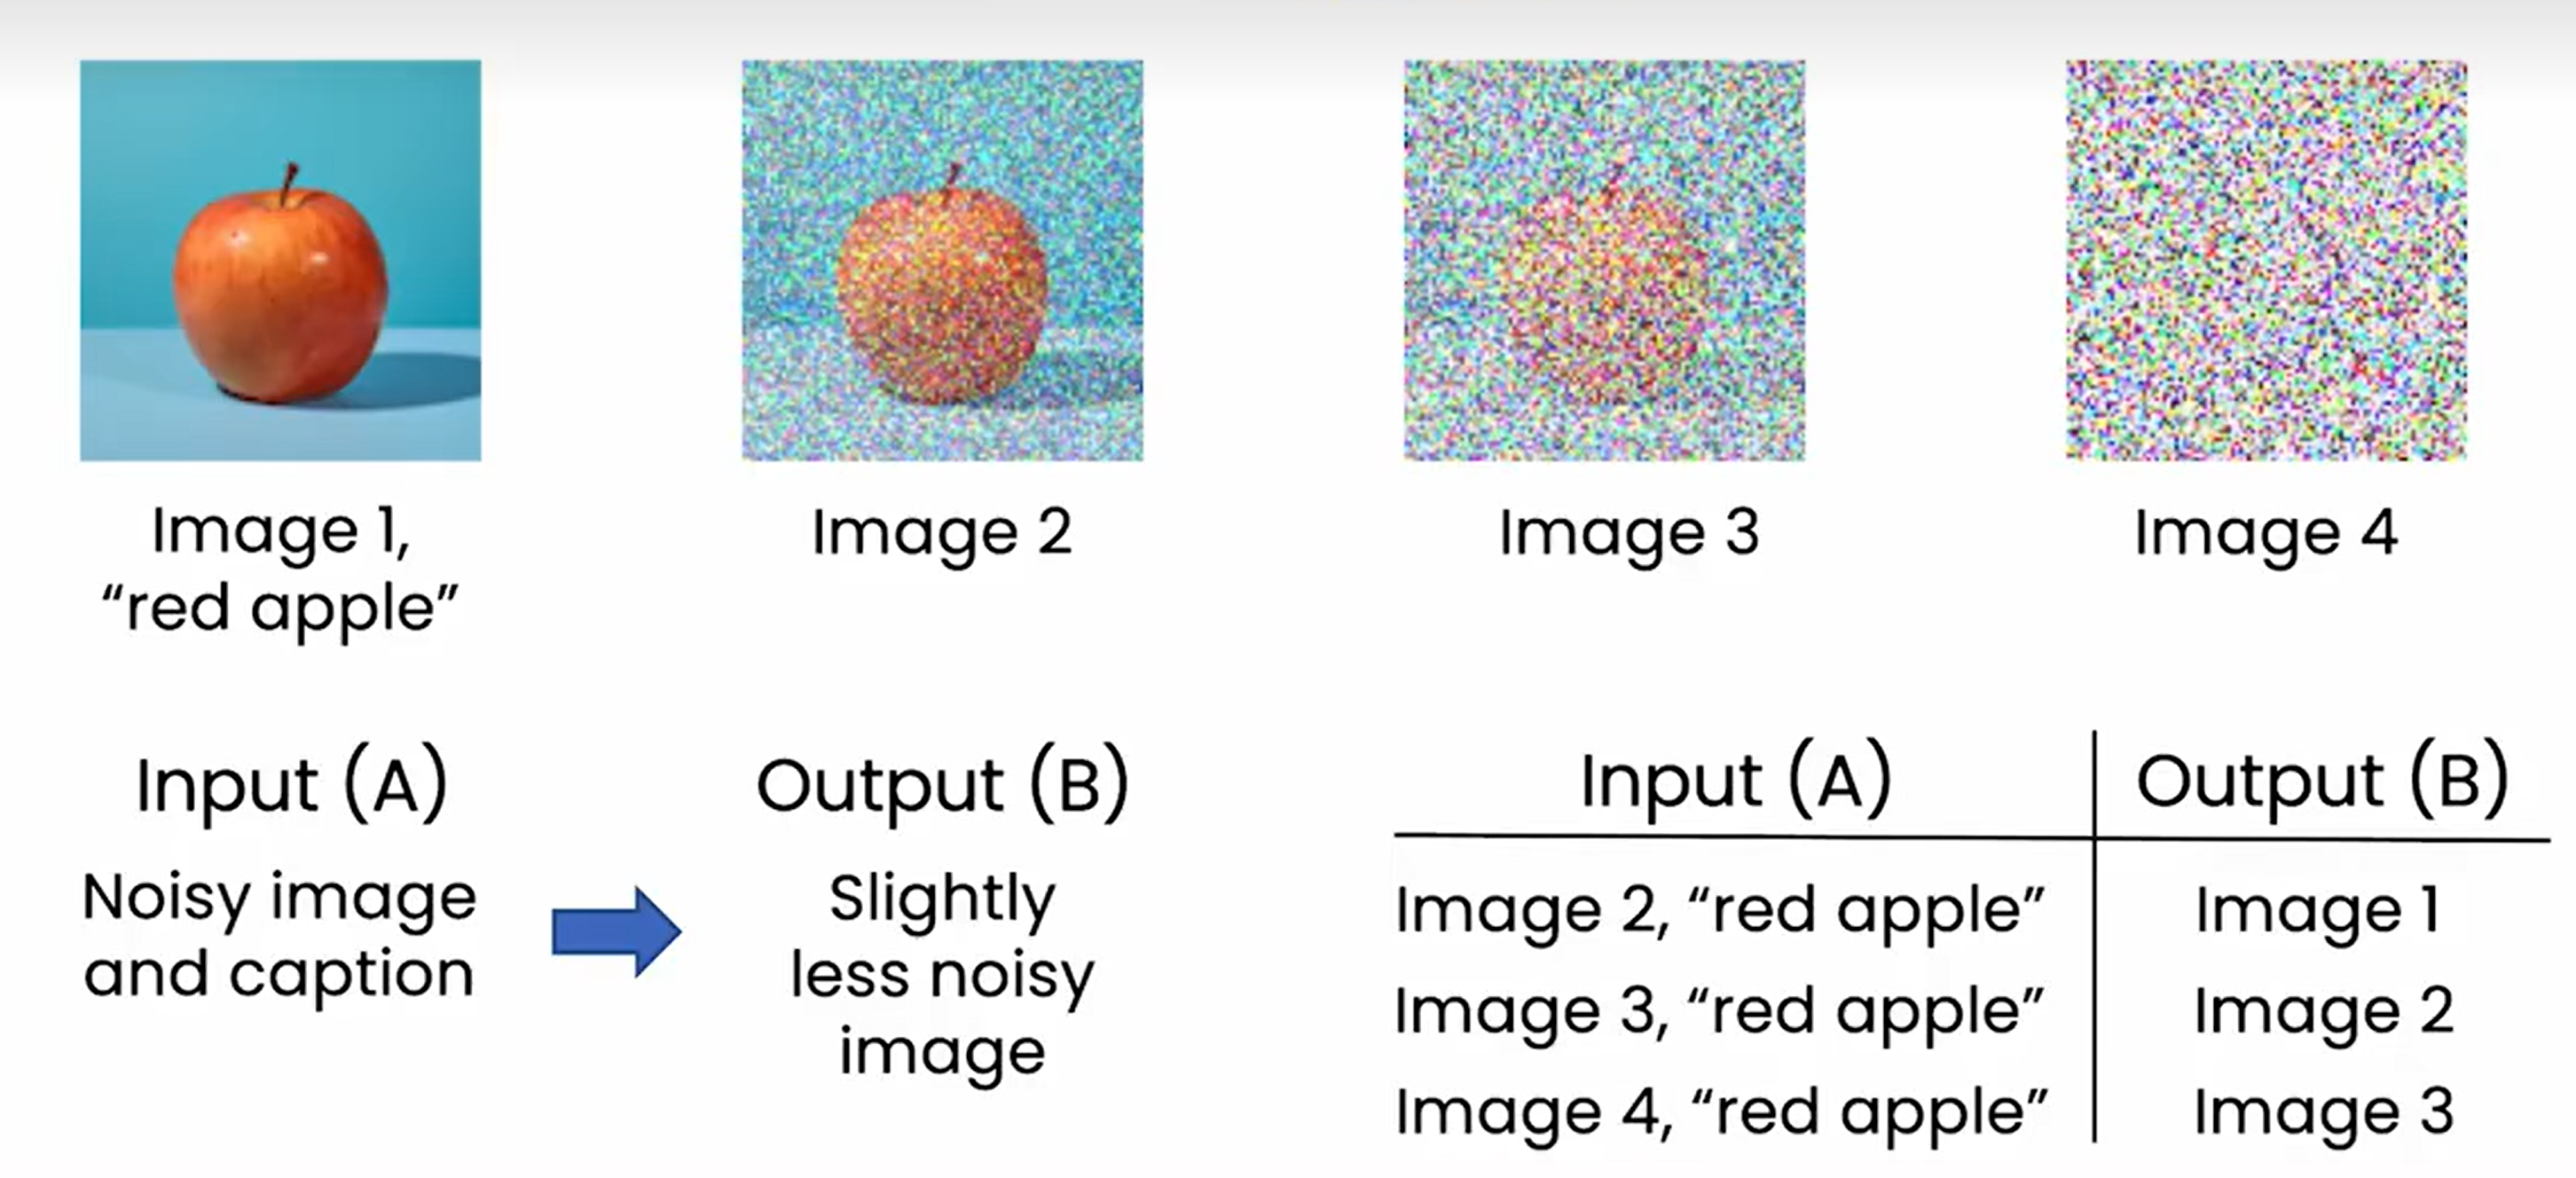 Image 1,
“red apple”
Image 2
Image 3
Image 4
Input (A)
Noisy image
and caption
Output (B)
Slightly
less noisy
image
Input (A) Output (B)
Image 2, “red apple” Image 1
Image 3, “red apple” Image 2
Image 4, “red apple” Image 3